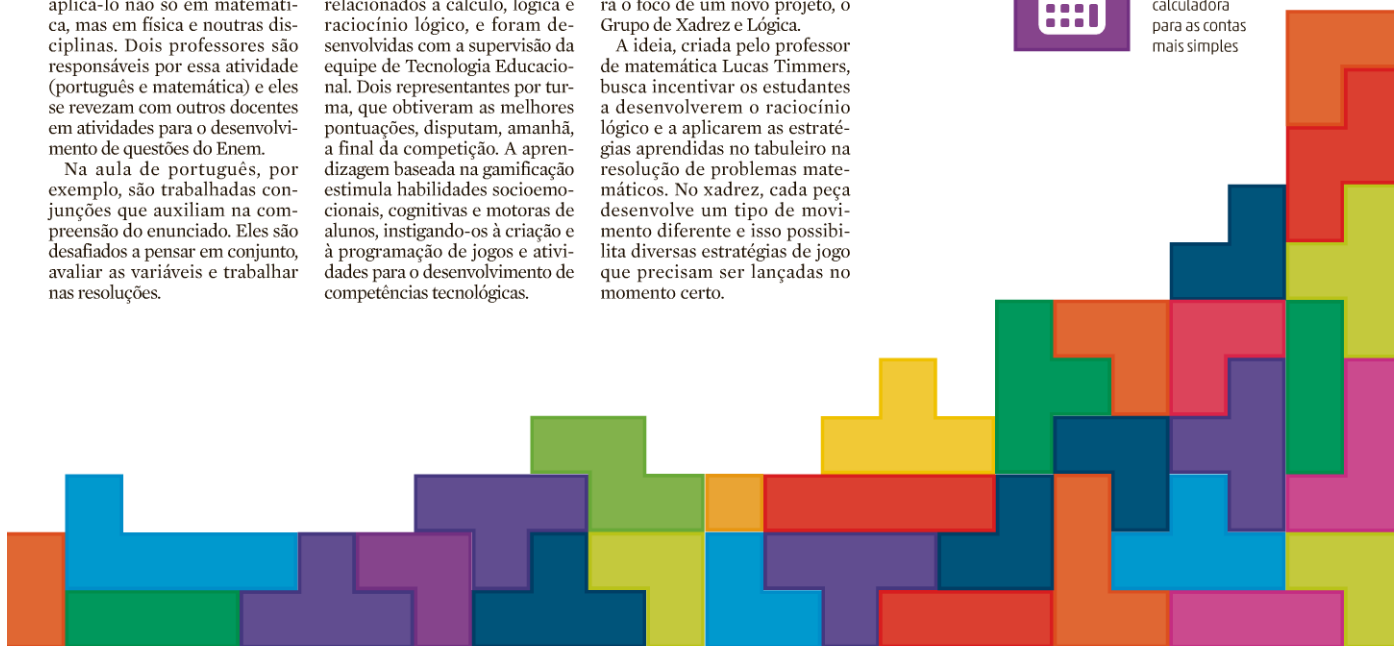 aplicá-lo não só em matemáti-
ca, mas em física e noutras dis-
ciplinas. Dois professores são
responsáveis por essa atividade
(português e matemática) e eles
se revezam com outros docentes
em atividades para o desenvolvi-
mento de questões do Enem.
Na aula de português, por
exemplo, são trabalhadas con-
junções que auxiliam na com-
preensão do enunciado. Eles são
desafiados a pensar em conjunto,
avaliar as variáveis e trabalhar
nas resoluções.
relacionados a cálculo, lógica e
raciocínio lógico, e foram de-
senvolvidas com a supervisão da
equipe de Tecnologia Educacio-
nal. Dois representantes por tur-
ma, que obtiveram as melhores
pontuações, disputam, amanhã,
a final da competição. A apren-
dizagem baseada na gamificação
estimula habilidades socioemo-
cionais, cognitivas e motoras de
alunos, instigando-os à criação e
à programação de jogos e ativi-
dades para o desenvolvimento de
competências tecnológicas.
rá o foco de um novo projeto, o
Grupo de Xadrez e Lógica.
A ideia, criada pelo professor
de matemática Lucas Timmers,
busca incentivar os estudantes
a desenvolverem o raciocínio
lógico e a aplicarem as estraté-
gias aprendidas no tabuleiro na
resolução de problemas mate-
máticos. No xadrez, cada peça
desenvolve um tipo de movi-
mento diferente e isso possibi-
lita diversas estratégias de jogo
que precisam ser lançadas no
momento certo.
calculadora
para as contas
mais simples